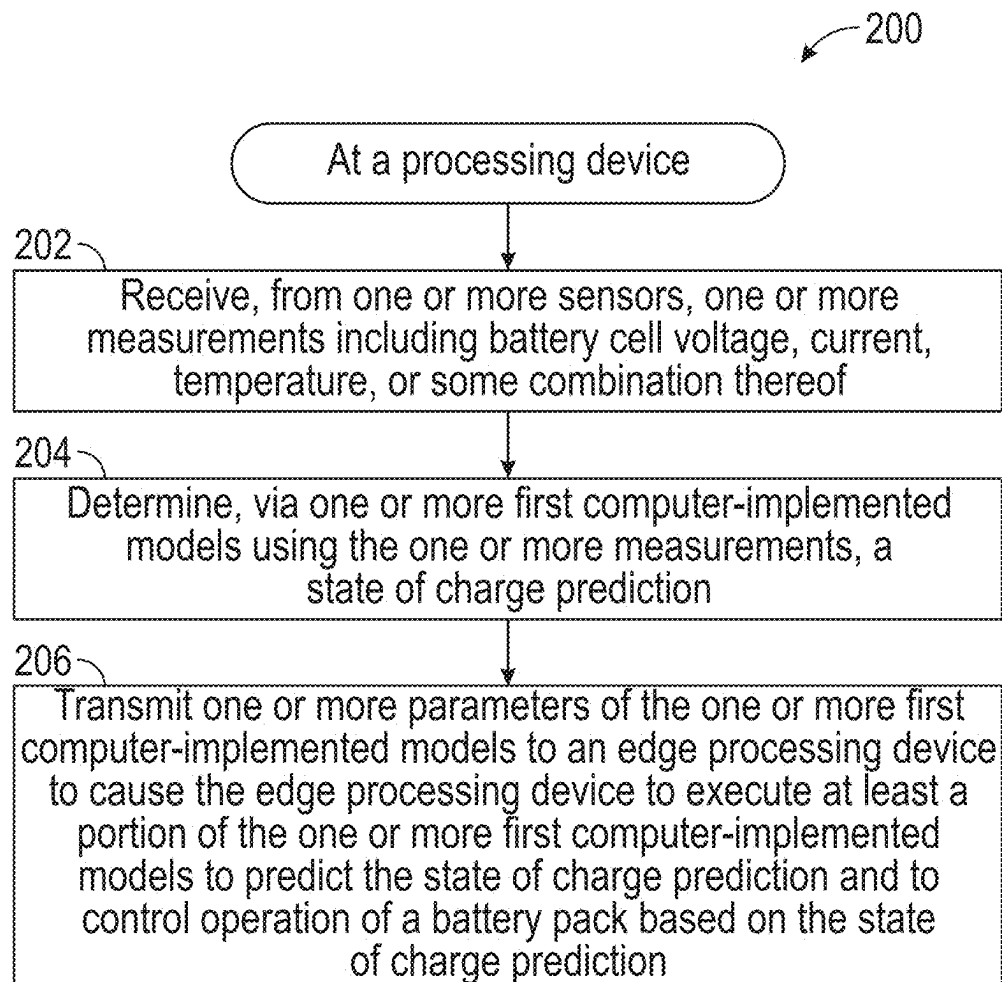 200
At a processing device
202
Receive, from one or more sensors, one or more
measurements including battery cell voltage, current,
temperature, or some combination thereof
204
Determine, via one or more first computer-implemented
models using the one or more measurements, a
state of charge prediction
206
Transmit one or more parameters of the one or more first
computer-implemented models to an edge processing device
to cause the edge processing device to execute at least a
portion of the one or more first computer-implemented
models to predict the state of charge prediction and to
control operation of a battery pack based on the state
of charge prediction